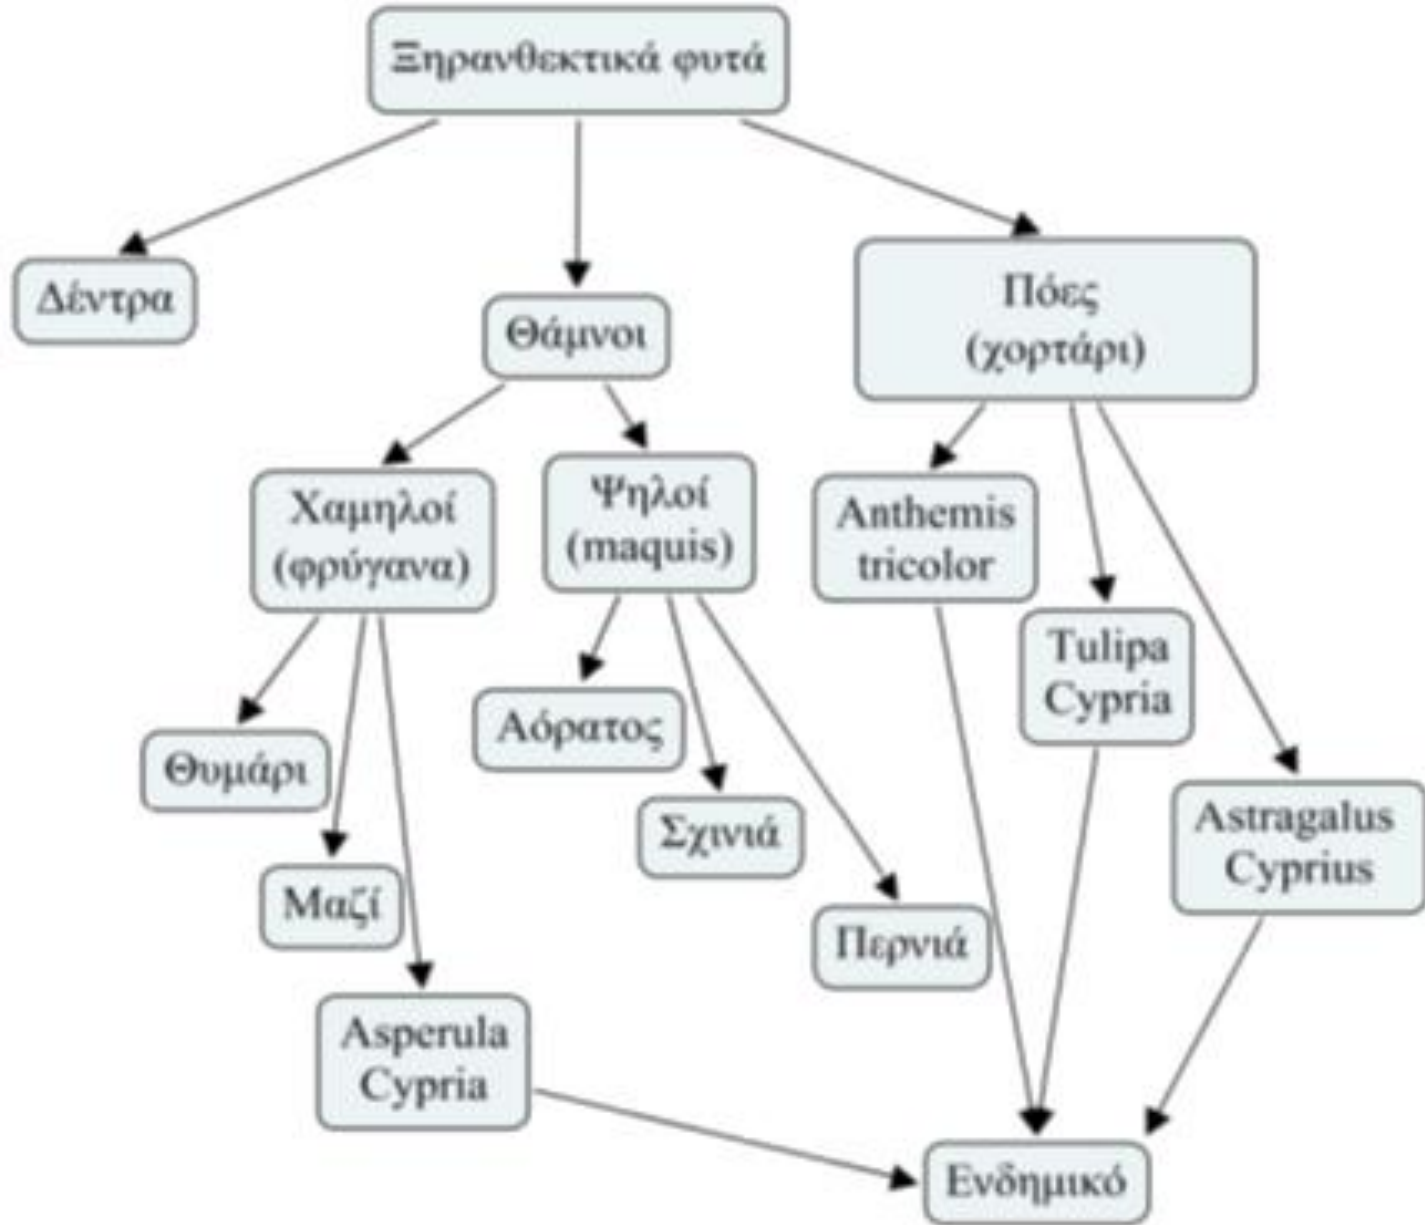 Ξηρανθεκτικά φυτά
Δέντρα
Θάμνοι
Πόες
(χορτάρι)
Χαμηλοί
(φρύγανα)
Ψηλοί
(maquis)
Anthemis
tricolor
Tulipa
Cypria
Θυμάρι
Αόρατος
Σχινιά
Astragalus
Cyprius
Μαζί
Περνιά
Asperula
Cypria
Ενδημικό